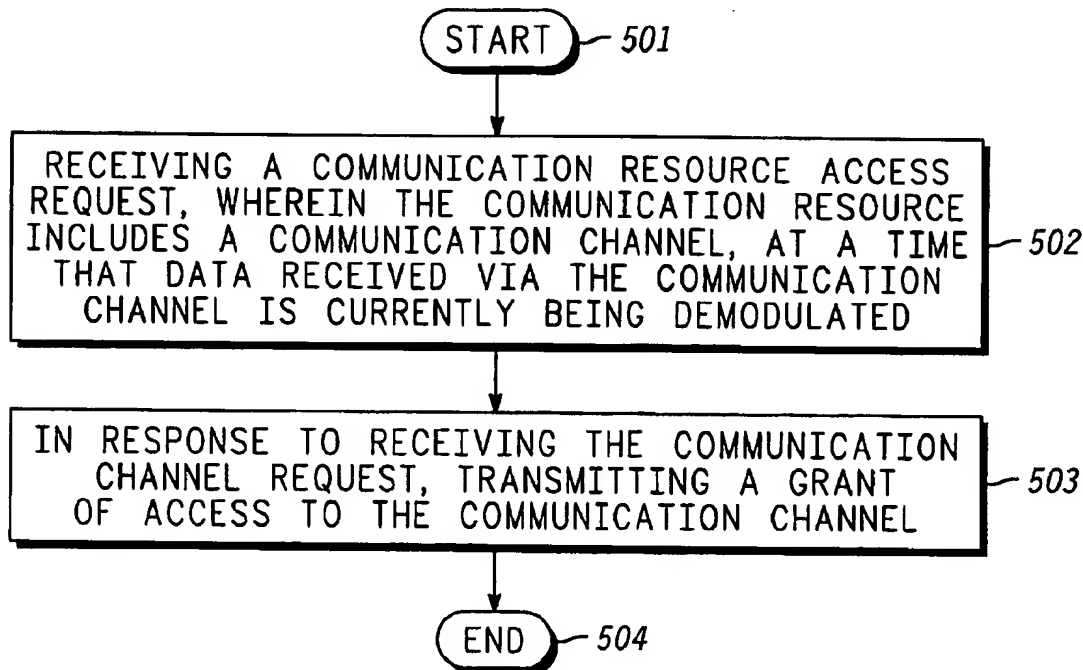 START
501
RECEIVING A COMMUNICATION RESOURCE ACCESS
REQUEST, WHEREIN THE COMMUNICATION RESOURCE
INCLUDES A COMMUNICATION CHANNEL, AT A TIME
THAT DATA RECEIVED VIA THE COMMUNICATION
CHANNEL IS CURRENTLY BEING DEMODULATED
502
IN RESPONSE TO RECEIVING THE COMMUNICATION
CHANNEL REQUEST, TRANSMITTING A GRANT
OF ACCESS TO THE COMMUNICATION CHANNEL
503
END
504